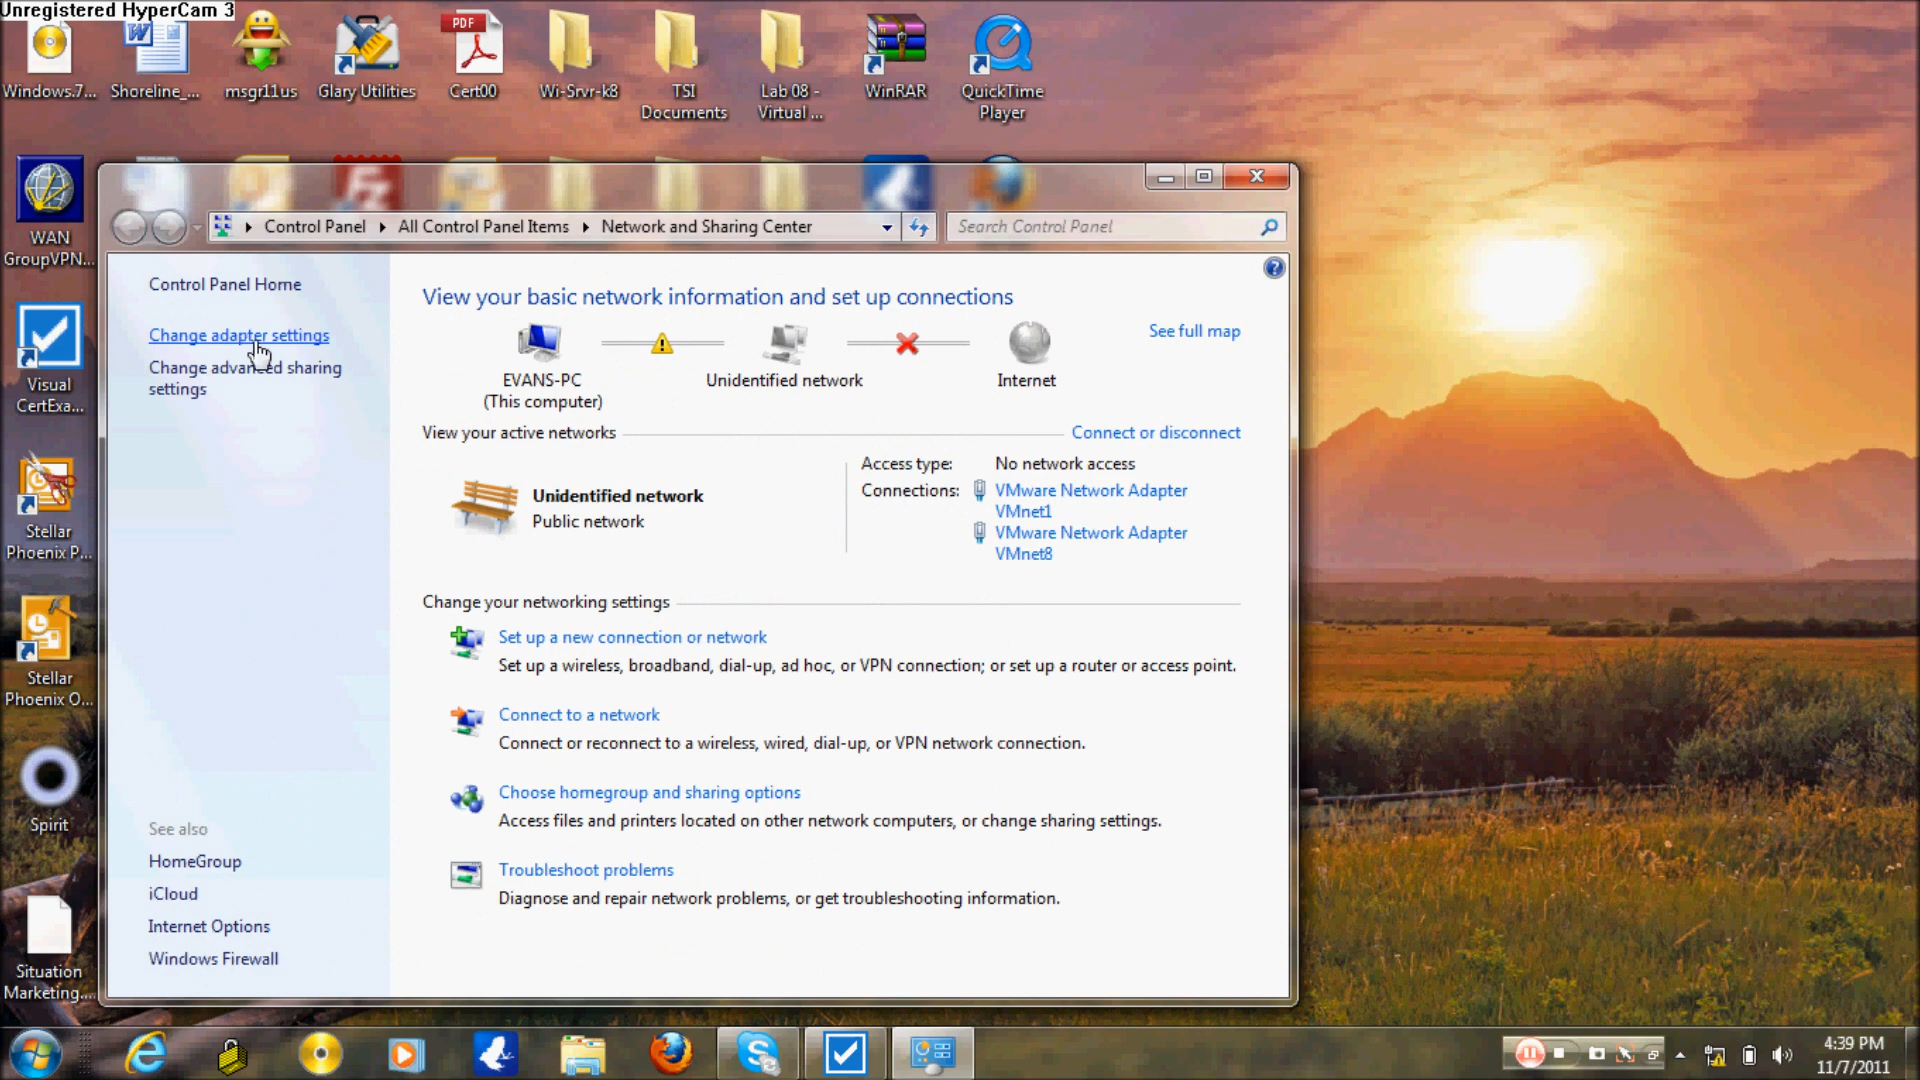 Unregistered HyperCam 3
Windows.7... Shoreline_... msgr11us Glary Utilities Cert00 Wi-Srvr-k8 TSI Documents Lab 08 - Virtual ... WinRAR QuickTime Player
PDF
WAN
GroupVPN...
Visual
CertExa...
Stellar
Phoenix P...
Stellar
Phoenix O...
Spirit
Situation
Marketing....
Control Panel All Control Panel Items Network and Sharing Center
Search Control Panel
Control Panel Home
Change adapter settings
Change advanced sharing
settings
See also
HomeGroup
iCloud
Internet Options
Windows Firewall
View your basic network information and set up connections
See full map
EVANS-PC
(This computer)
Unidentified network
Internet
View your active networks
Connect or disconnect
Unidentified network
Public network
Access type: No network access
Connections: VMware Network Adapter
VMnet1
VMware Network Adapter
VMnet8
Change your networking settings
Set up a new connection or network
Set up a wireless, broadband, dial-up, ad hoc, or VPN connection; or set up a router or access point.
Connect to a network
Connect or reconnect to a wireless, wired, dial-up, or VPN network connection.
Choose homegroup and sharing options
Access files and printers located on other network computers, or change sharing settings.
Troubleshoot problems
Diagnose and repair network problems, or get troubleshooting information.
4:39 PM
11/7/2011